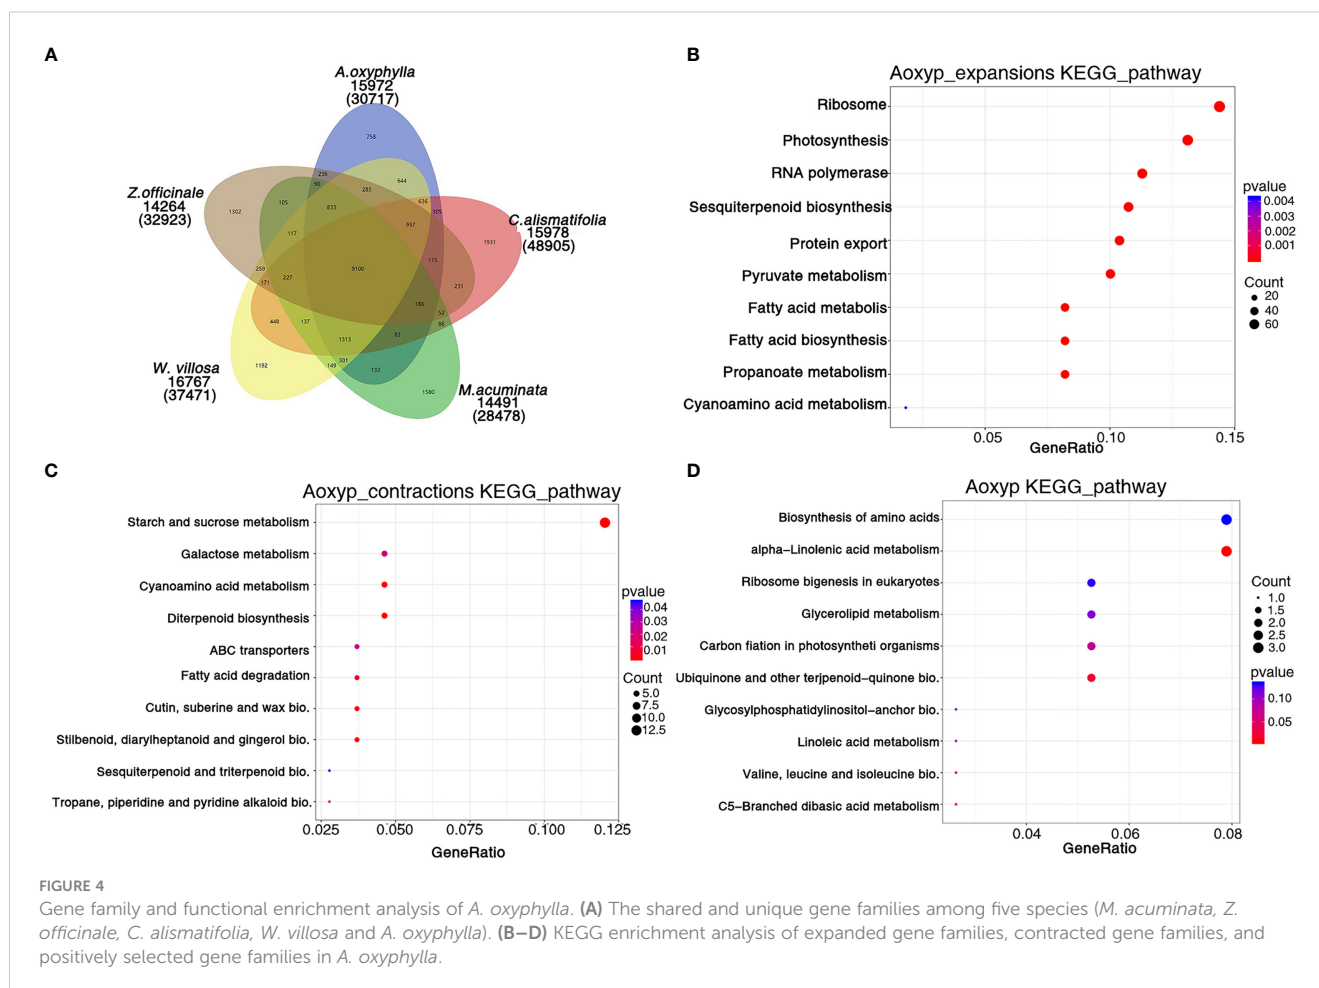 A
A.oxyphylla
15972
(30717)
758
Z.officinale
14264
(32923)
1302
256
90
105
833
283
644
636
305
957
C.alismatifolia
15978
(48905)
1931
117
115
9100
259
171
227
231
186
52
86
448
137
1313
83
301
149
132
1192
W. villosa
16767
(37471)
1580
M.acuminata
14491
(28478)
B
Aoxyp_expansions KEGG_pathway
Ribosome
Photosynthesis
RNA polymerase
Sesquiterpenoid biosynthesis
Protein export
Pyruvate metabolism
Fatty acid metabolis
Fatty acid biosynthesis
Propanoate metabolism
Cyanoamino acid metabolism
0.05
0.10
0.15
GeneRatio
pvalue
0.004
0.003
0.002
0.001
Count
20
40
60
C
Aoxyp_contractions KEGG_pathway
Starch and sucrose metabolism
Galactose metabolism
Cyanoamino acid metabolism
Diterpenoid biosynthesis
ABC transporters
Fatty acid degradation
Cutin, suberine and wax bio.
Stilbenoid, diarylheptanoid and gingerol bio.
Sesquiterpenoid and triterpenoid bio.
Tropane, piperidine and pyridine alkaloid bio.
0.025
0.050
0.075
0.100
0.125
GeneRatio
pvalue
0.04
0.03
0.02
0.01
Count
5.0
7.5
10.0
12.5
D
Aoxyp KEGG_pathway
Biosynthesis of amino acids
alpha-Linolenic acid metabolism
Ribosome bigenesis in eukaryotes
Glycerolipid metabolism
Carbon fiation in photosyntheti organisms
Ubiquinone and other terjpenoid-quinone bio.
Glycosylphosphatidylinositol-anchor bio.
Linoleic acid metabolism
Valine, leucine and isoleucine bio.
C5-Branched dibasic acid metabolism
0.04
0.06
0.08
GeneRatio
Count
1.0
1.5
2.0
2.5
3.0
pvalue
0.10
0.05
FIGURE 4
Gene family and functional enrichment analysis of A. oxyphylla. (A) The shared and unique gene families among five species (M. acuminata, Z.
officinale, C. alismatifolia, W. villosa and A. oxyphylla). (B–D) KEGG enrichment analysis of expanded gene families, contracted gene families, and
positively selected gene families in A. oxyphylla.